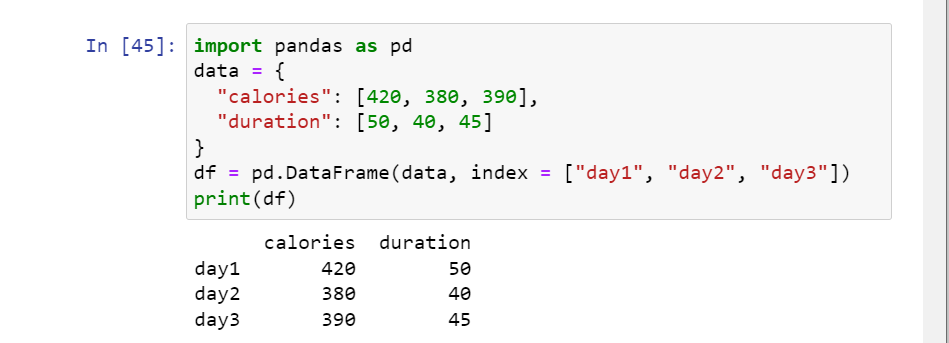 In [45]: import pandas as pd
data = {
  "calories": [420, 380, 390],
  "duration": [50, 40, 45]
}
df = pd.DataFrame(data, index = ["day1", "day2", "day3"])
print(df)
      calories  duration
day1       420        50
day2       380        40
day3       390        45